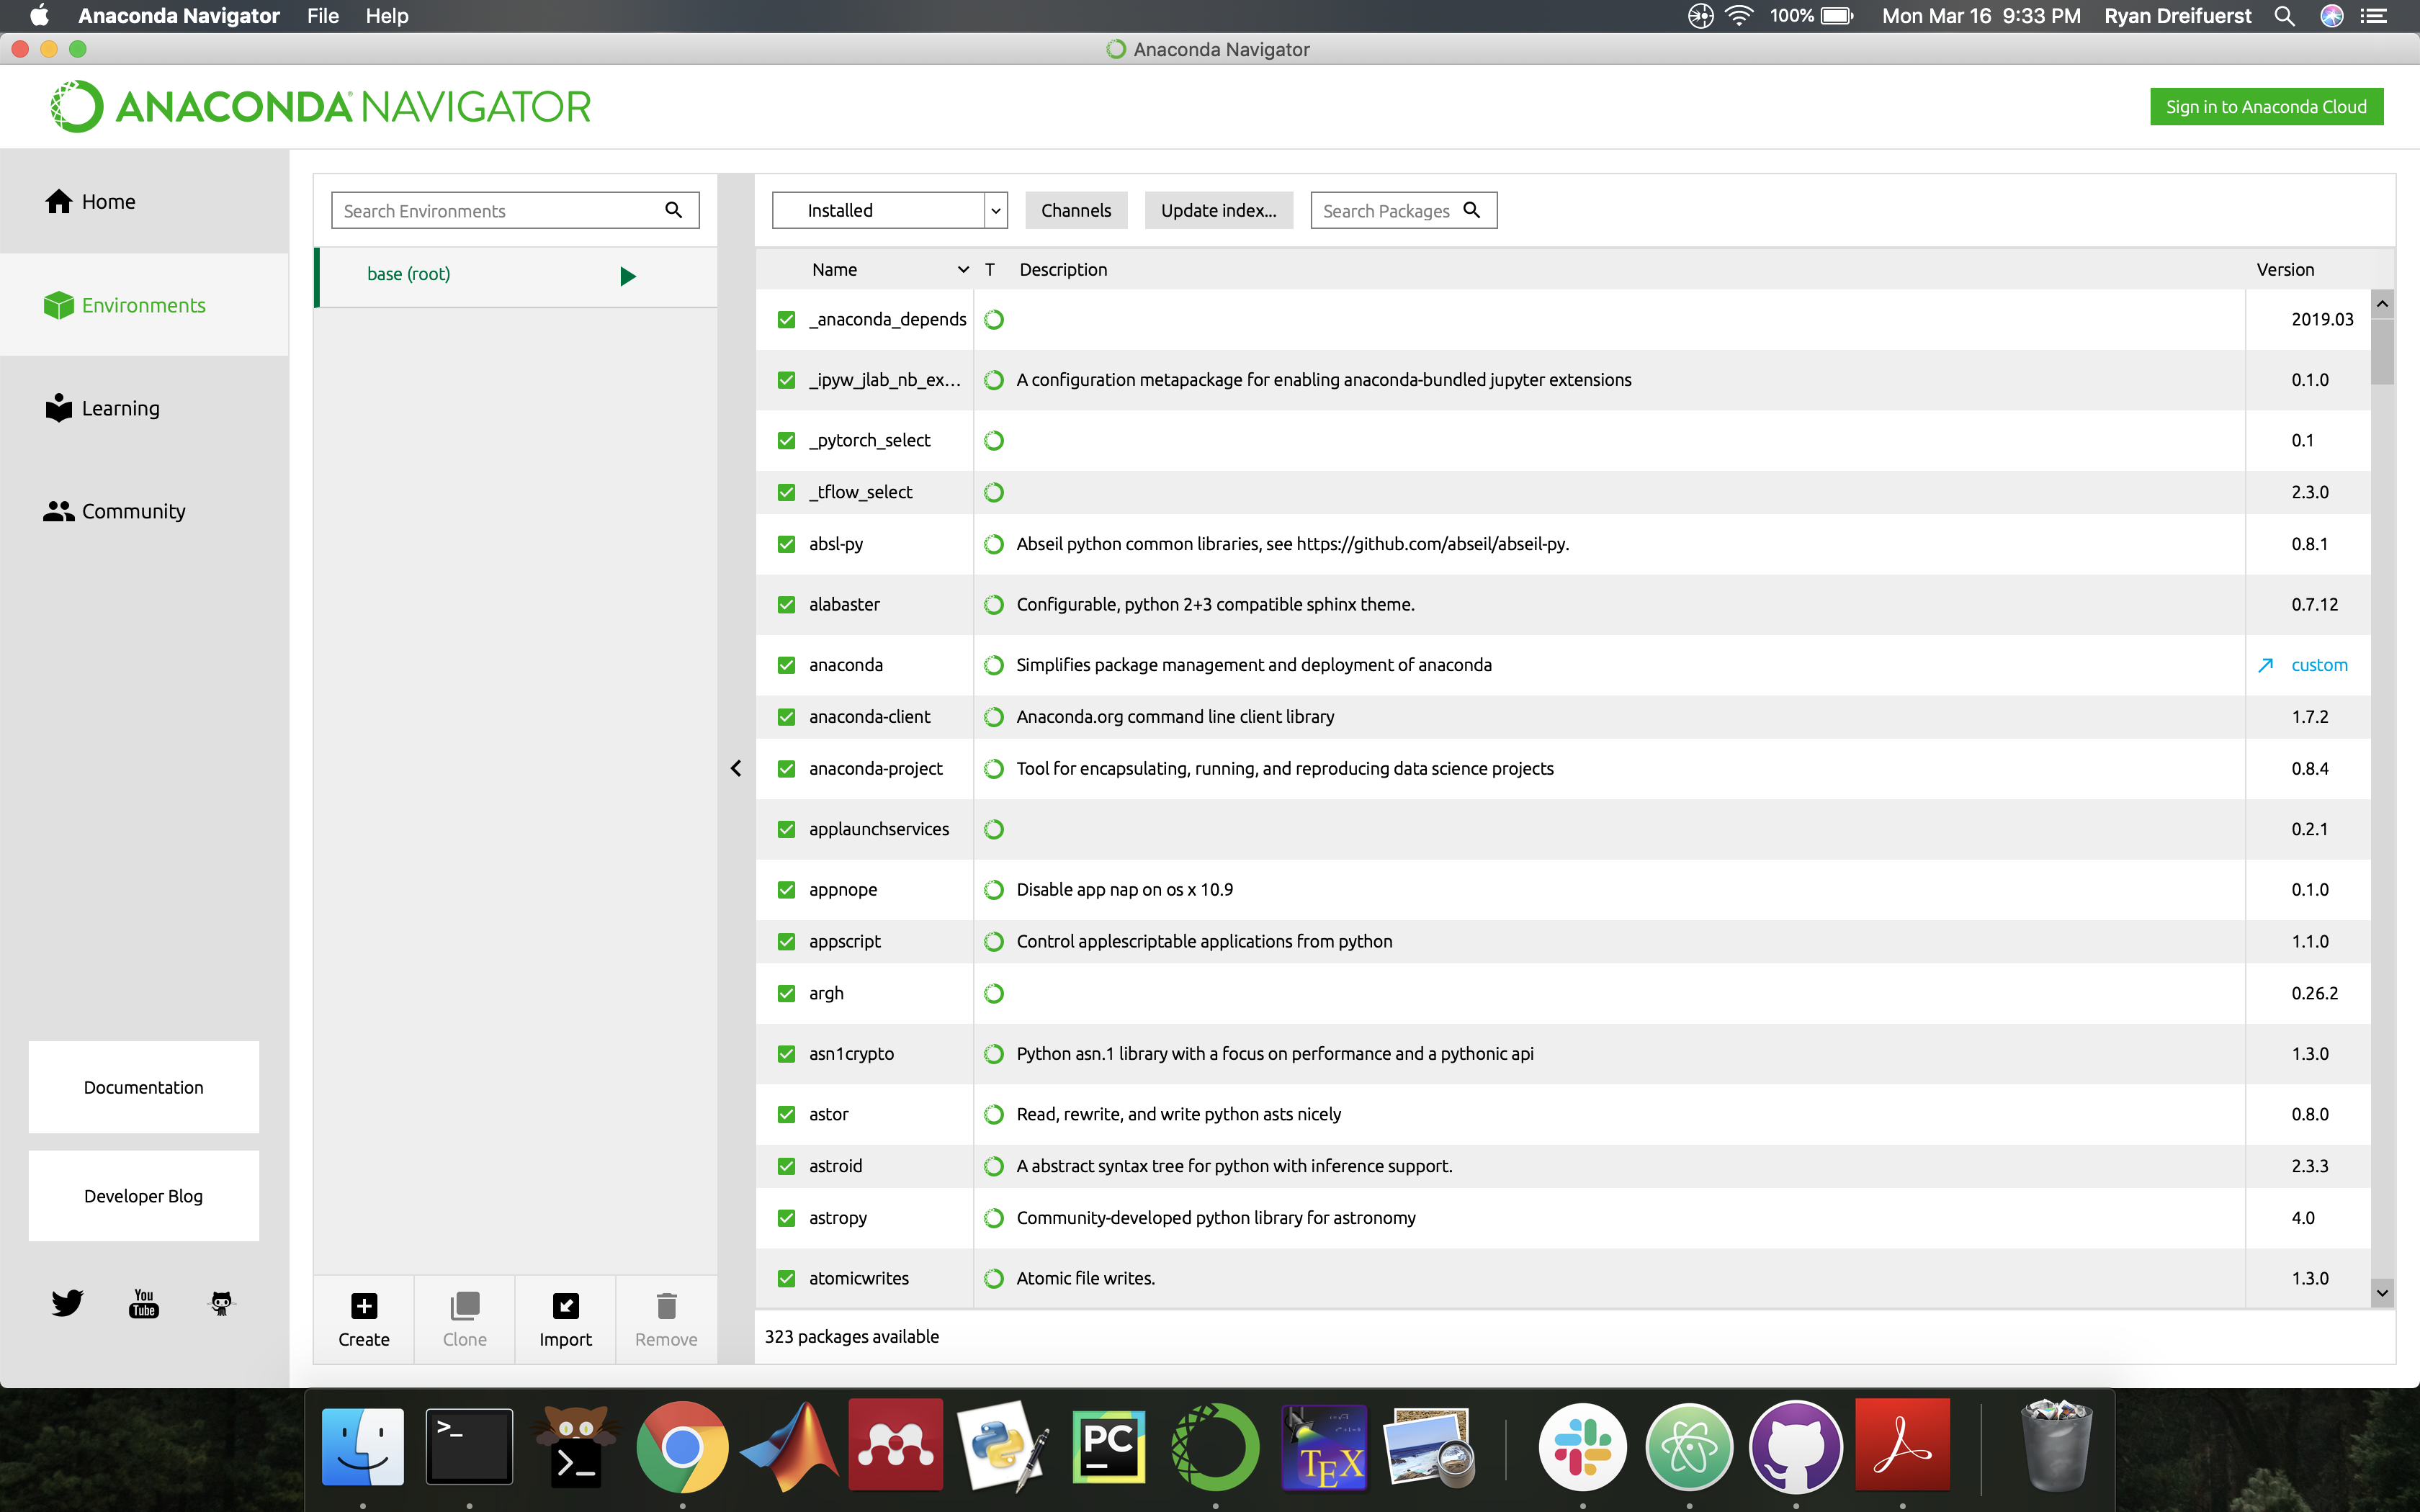 Anaconda Navigator File Help 100% Mon Mar 16 9:33 PM Ryan Dreifuerst
Anaconda Navigator
ANACONDA NAVIGATOR
Sign in to Anaconda Cloud
Home
Environments
Learning
Community
Documentation
Developer Blog
You
Tube
Search Environments
base (root)
Create Clone Import Remove
Installed Channels Update index... Search Packages
Name T Description Version
_anaconda_depends 2019.03
_ipyw_jlab_nb_ex… A configuration metapackage for enabling anaconda-bundled jupyter extensions 0.1.0
_pytorch_select 0.1
_tflow_select 2.3.0
absl-py Abseil python common libraries, see https://github.com/abseil/abseil-py. 0.8.1
alabaster Configurable, python 2+3 compatible sphinx theme. 0.7.12
anaconda Simplifies package management and deployment of anaconda custom
anaconda-client Anaconda.org command line client library 1.7.2
anaconda-project Tool for encapsulating, running, and reproducing data science projects 0.8.4
applaunchservices 0.2.1
appnope Disable app nap on os x 10.9 0.1.0
appscript Control applescriptable applications from python 1.1.0
argh 0.26.2
asn1crypto Python asn.1 library with a focus on performance and a pythonic api 1.3.0
astor Read, rewrite, and write python asts nicely 0.8.0
astroid A abstract syntax tree for python with inference support. 2.3.3
astropy Community-developed python library for astronomy 4.0
atomicwrites Atomic file writes. 1.3.0
323 packages available
>_
>_
PC
TEX